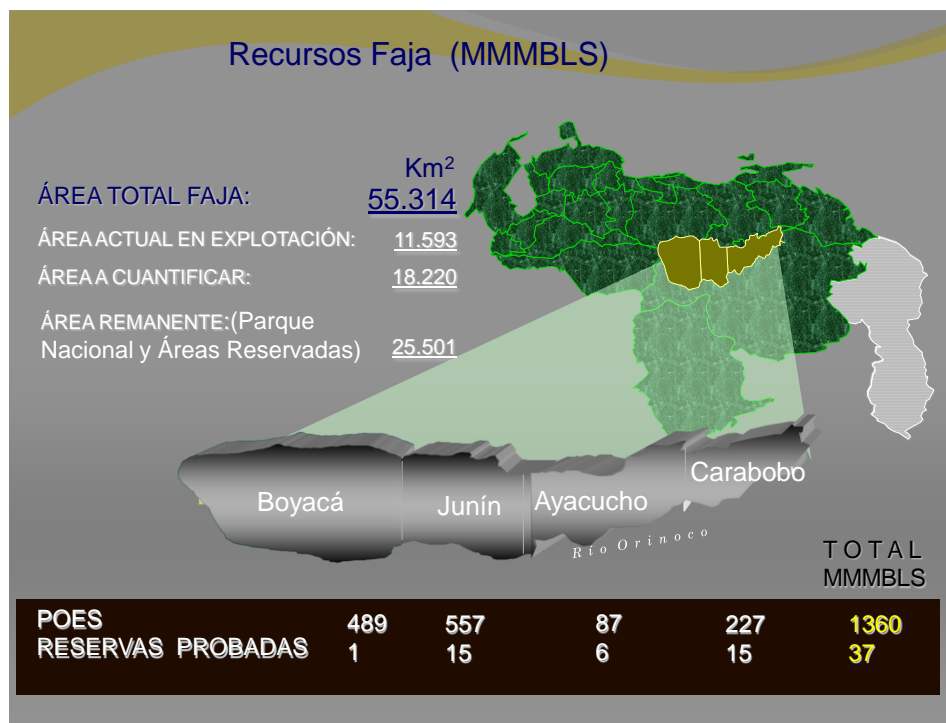 Recursos Faja (MMMBLS)
Km²
ÁREA TOTAL FAJA: 55.314
ÁREA ACTUAL EN EXPLOTACIÓN: 11.593
ÁREA A CUANTIFICAR: 18.220
ÁREA REMANENTE:(Parque
Nacional y Áreas Reservadas) 25.501
Boyacá Junín Ayacucho Carabobo
Río Orinoco
TOTAL
MMMBLS
POES 489 557 87 227 1360
RESERVAS PROBADAS 1 15 6 15 37